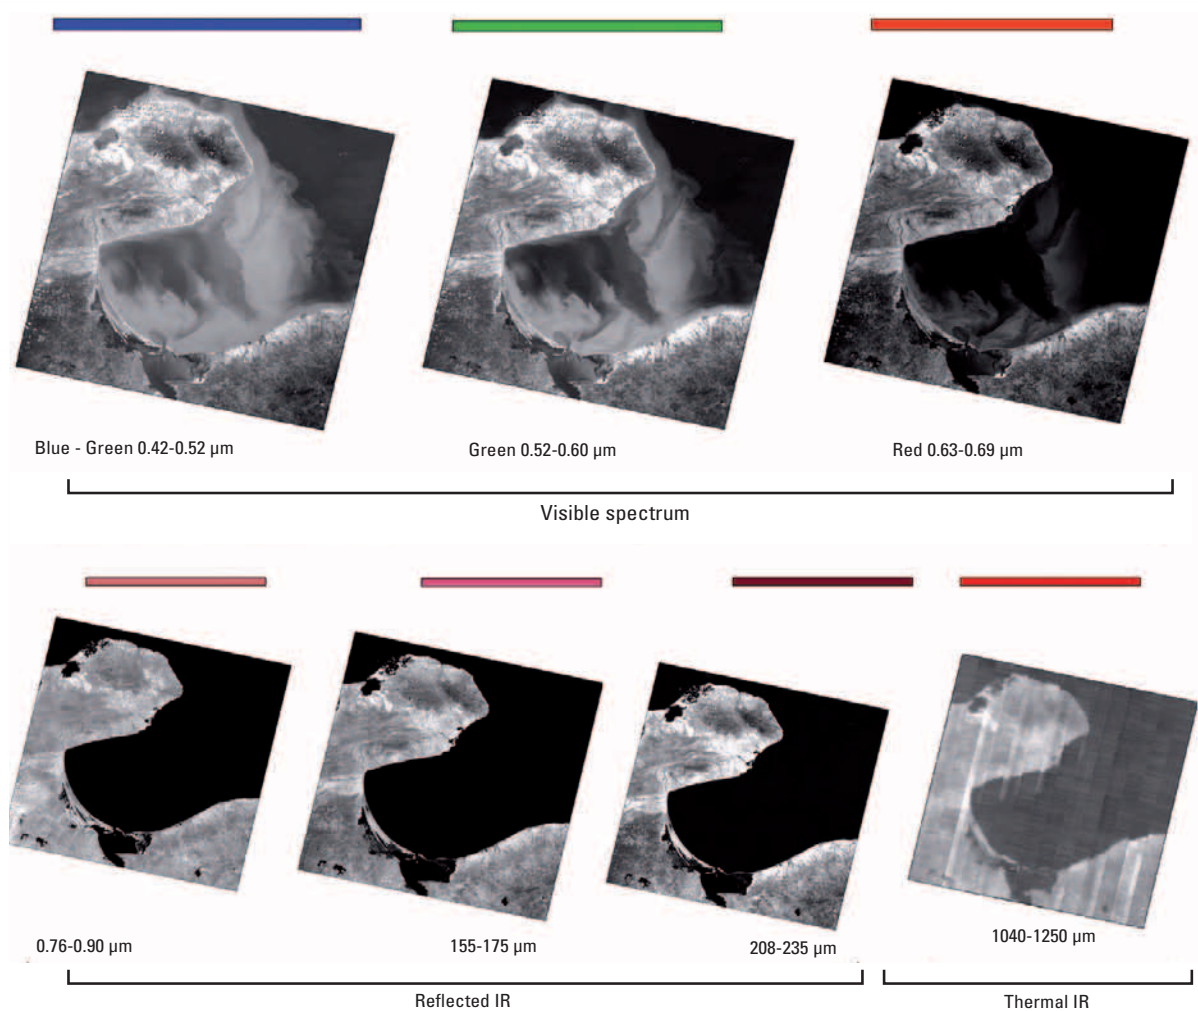 Blue - Green 0.42-0.52 µm
Green 0.52-0.60 µm
Red 0.63-0.69 µm
Visible spectrum
0.76-0.90 µm
155-175 µm
208-235 µm
1040-1250 µm
Reflected IR
Thermal IR